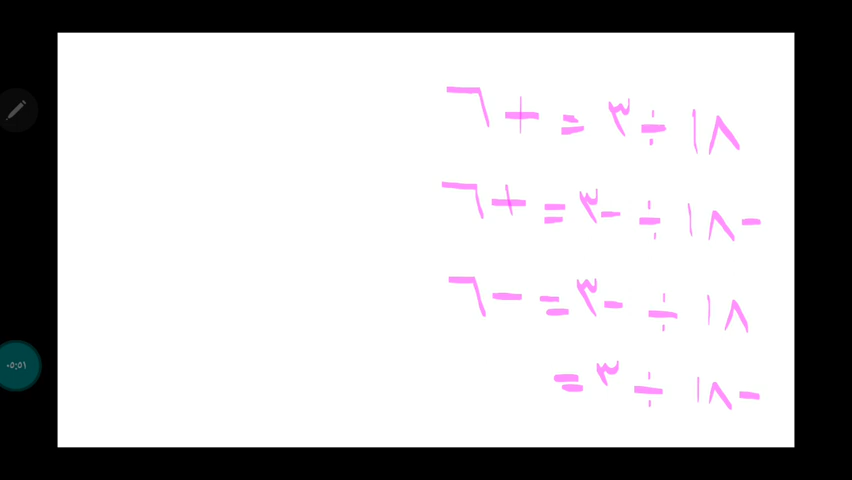 ١٨ ÷ ٣ = + ٦
- ١٨ ÷ - ٣ = + ٦
١٨ ÷ - ٣ = - ٦
- ١٨ ÷ ٣ =
٠٥:٥١